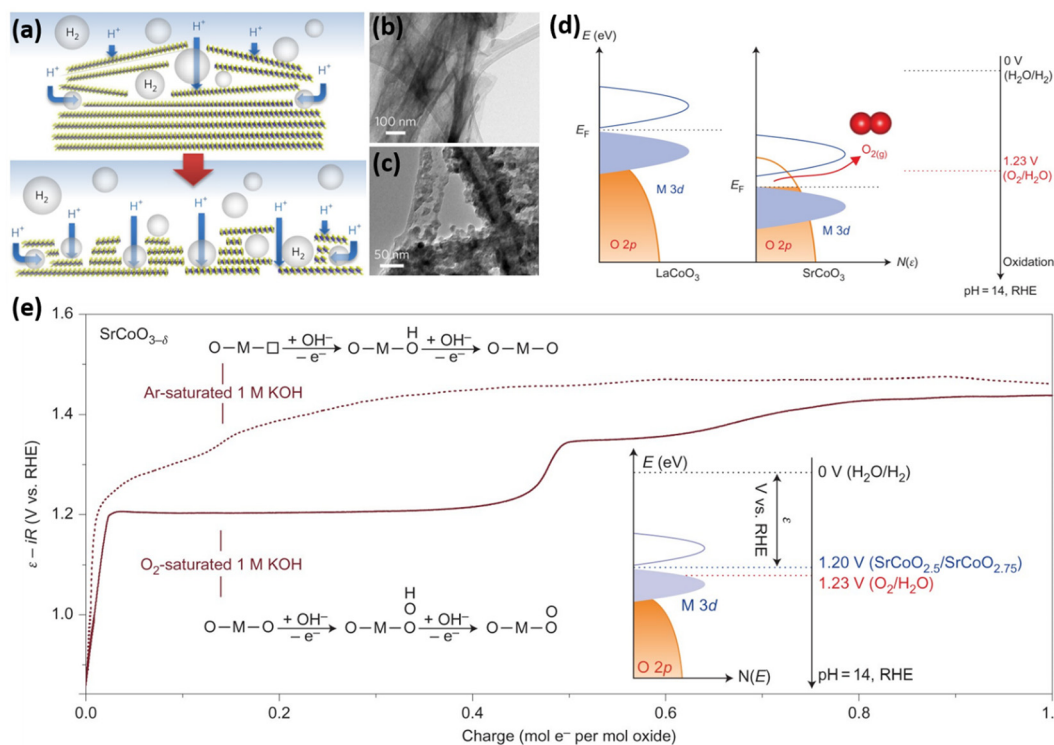 (a)
H₂
H⁺
H⁺
H⁺
H⁺
H₂
H⁺
H₂
H⁺
H⁺
H⁺
H⁺
H⁺
H⁺
H₂
H⁺
(b)
100 nm
(c)
50 nm
(d)
E (eV)
0 V
(H₂O/H₂)
E_F
O₂(g)
1.23 V
(O₂/H₂O)
M 3d
E_F
M 3d
O 2p
O 2p
LaCoO₃
SrCoO₃
N(ε)
Oxidation
pH = 14, RHE
(e)
1.6
1.4
1.2
1.0
ε – iR (V vs. RHE)
SrCoO₃₋δ
H
O–M–□ + OH⁻ – e⁻ O–M–O + OH⁻ – e⁻ O–M–O
Ar-saturated 1 M KOH
O₂-saturated 1 M KOH
H
O O
O–M–O + OH⁻ – e⁻ O–M–O + OH⁻ – e⁻ O–M–O
E (eV)
0 V (H₂O/H₂)
ε
V vs. RHE
1.20 V (SrCoO₂.₅/SrCoO₂.₇₅)
1.23 V (O₂/H₂O)
M 3d
O 2p
N(E)
pH = 14, RHE
0.0 0.2 0.4 0.6 0.8 1.
Charge (mol e⁻ per mol oxide)